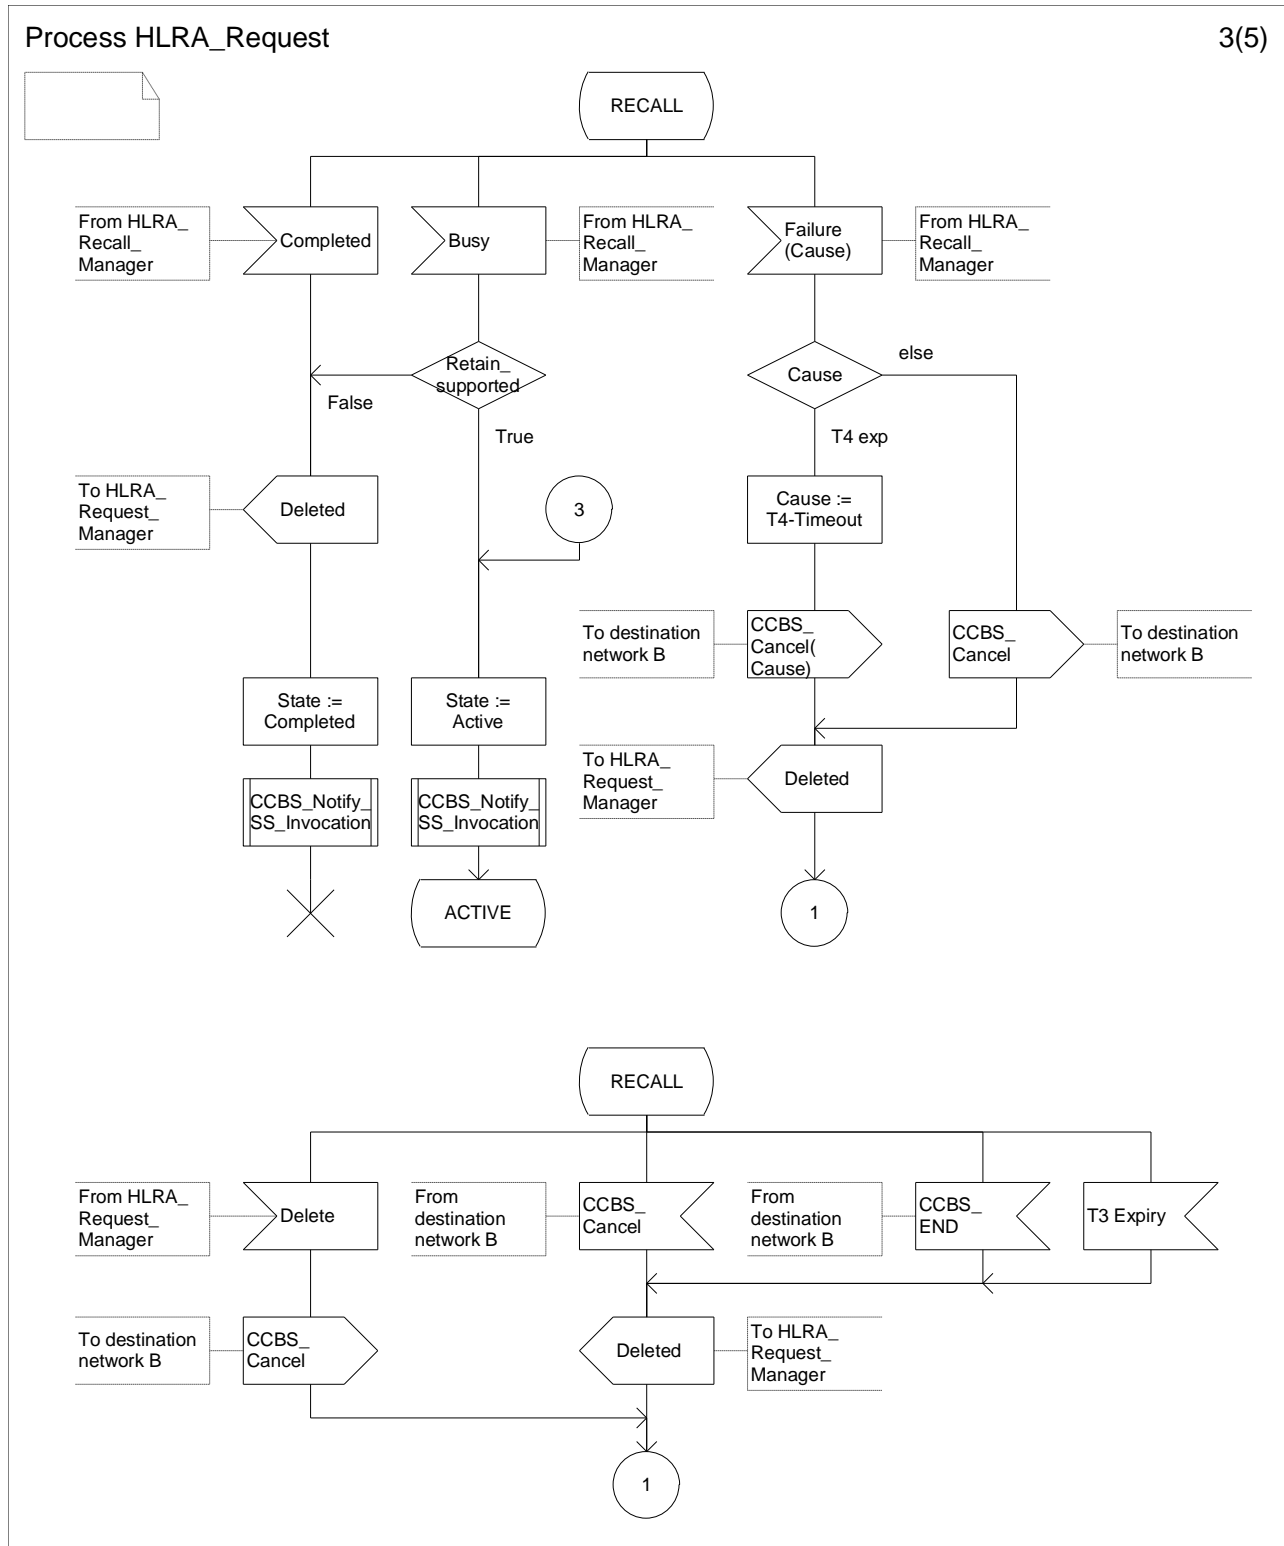 Process HLRA_Request
3(5)
RECALL
From HLRA_
Recall_
Manager
Completed
Busy
From HLRA_
Recall_
Manager
Failure
(Cause)
From HLRA_
Recall_
Manager
Retain_
supported
False
True
Cause
else
T4 exp
To HLRA_
Request_
Manager
Deleted
3
Cause :=
T4-Timeout
To destination
network B
CCBS_
Cancel(
Cause)
CCBS_
Cancel
To destination
network B
State :=
Completed
State :=
Active
To HLRA_
Request_
Manager
Deleted
CCBS_Notify_
SS_Invocation
CCBS_Notify_
SS_Invocation
ACTIVE
1
RECALL
From HLRA_
Request_
Manager
Delete
From
destination
network B
CCBS_
Cancel
From
destination
network B
CCBS_
END
T3 Expiry
To destination
network B
CCBS_
Cancel
Deleted
To HLRA_
Request_
Manager
1